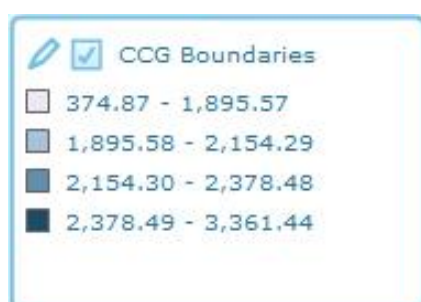 CCG Boundaries
374.87 - 1,895.57
1,895.58 - 2,154.29
2,154.30 - 2,378.48
2,378.49 - 3,361.44